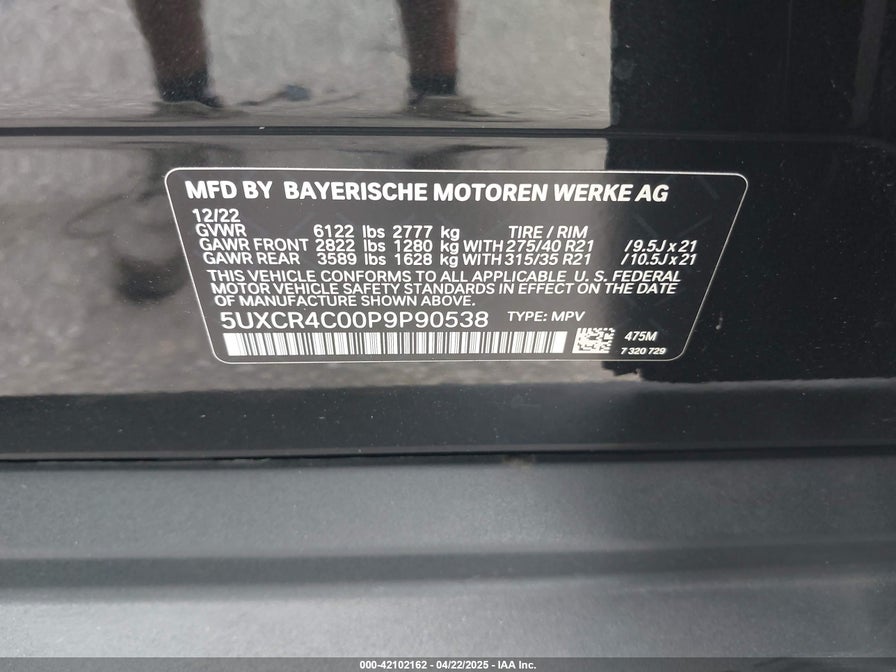 MFD BY BAYERISCHE MOTOREN WERKE AG
12/22
GVWR 6122 lbs 2777 kg TIRE / RIM
GAWR FRONT 2822 lbs 1280 kg WITH 275/40 R21 /9.5J x 21
GAWR REAR 3589 lbs 1628 kg WITH 315/35 R21 /10.5J x 21
THIS VEHICLE CONFORMS TO ALL APPLICABLE U. S. FEDERAL
MOTOR VEHICLE SAFETY STANDARDS IN EFFECT ON THE DATE
OF MANUFACTURE SHOWN ABOVE.
5UXCR4C00P9P90538 TYPE: MPV
475M
7 320 729
000-42102162 - 04/22/2025 - IAA Inc.